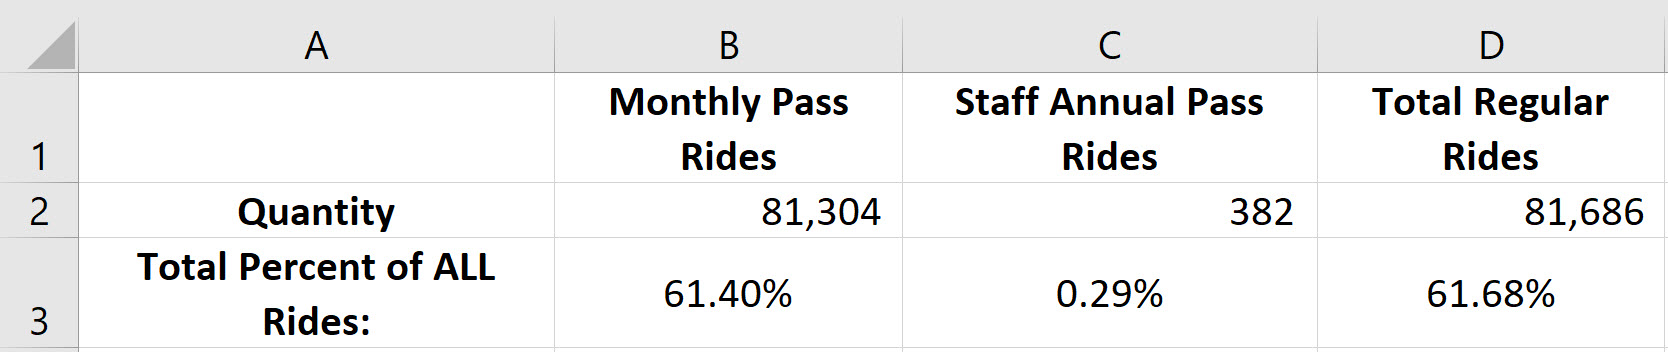 A B C D
1 Monthly Pass Rides Staff Annual Pass Rides Total Regular Rides
2 Quantity 81,304 382 81,686
3 Total Percent of ALL Rides: 61.40% 0.29% 61.68%